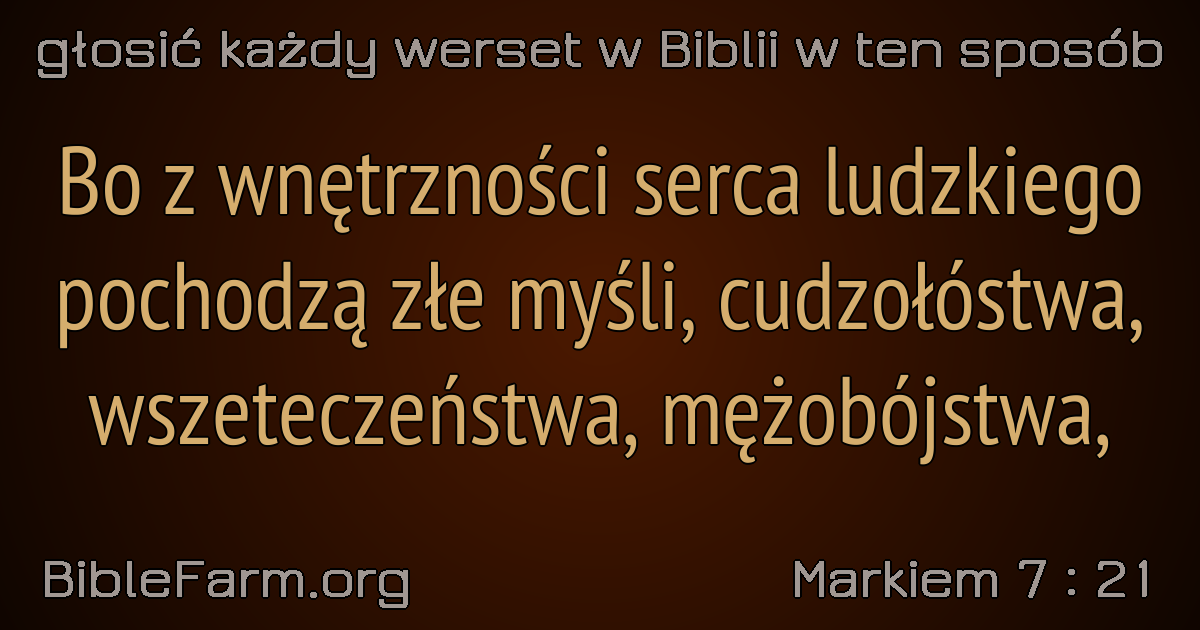 głosić każdy werset w Biblii w ten sposób
Bo z wnętrzności serca ludzkiego
pochodzą złe myśli, cudzołóstwa,
wszeteczeństwa, mężobójstwa,
BibleFarm.org
Markiem 7 : 21